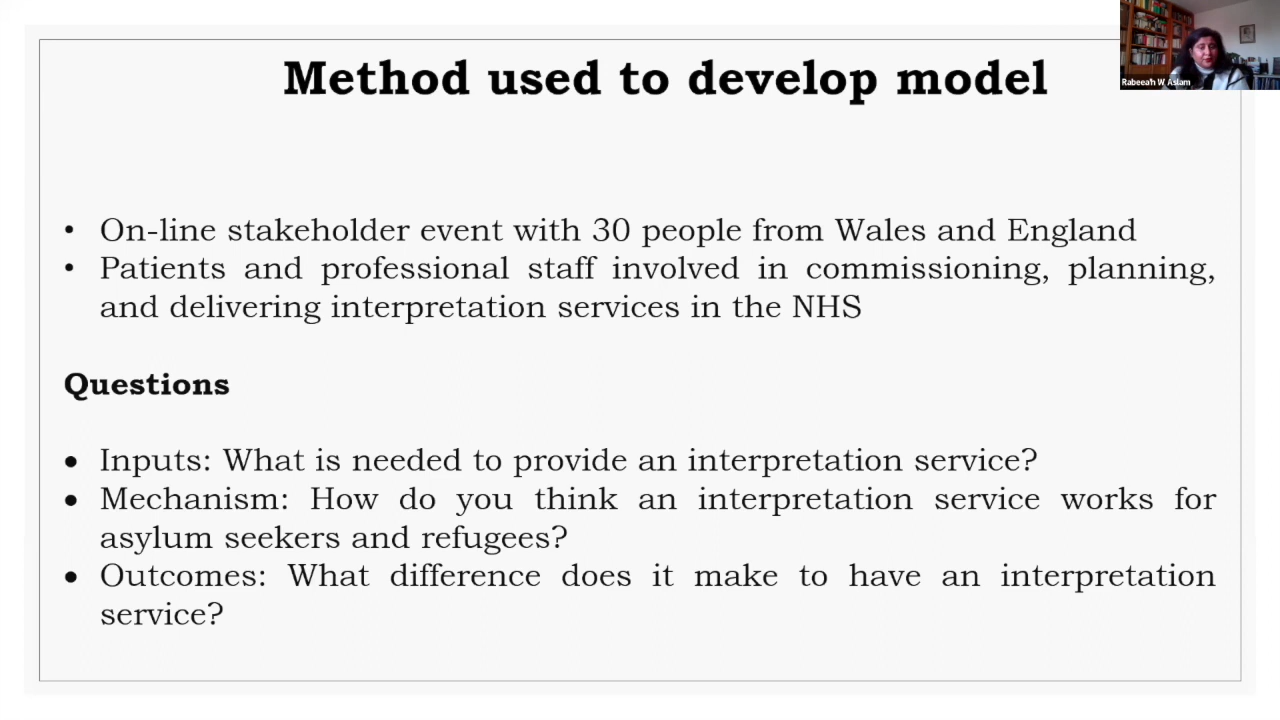 Method used to develop model
Rabeea'h W Aslam
• On-line stakeholder event with 30 people from Wales and England
• Patients and professional staff involved in commissioning, planning,
and delivering interpretation services in the NHS
Questions
• Inputs: What is needed to provide an interpretation service?
• Mechanism: How do you think an interpretation service works for
asylum seekers and refugees?
• Outcomes: What difference does it make to have an interpretation
service?